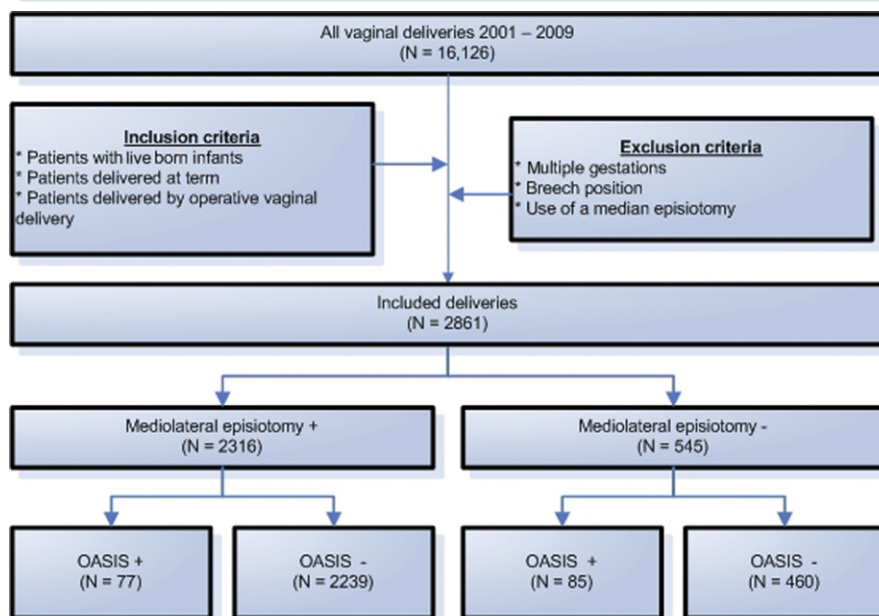 All vaginal deliveries 2001 – 2009
(N = 16,126)
Inclusion criteria
* Patients with live born infants
* Patients delivered at term
* Patients delivered by operative vaginal
delivery
Exclusion criteria
* Multiple gestations
* Breech position
* Use of a median episiotomy
Included deliveries
(N = 2861)
Mediolateral episiotomy +
(N = 2316)
Mediolateral episiotomy -
(N = 545)
OASIS +
(N = 77)
OASIS -
(N = 2239)
OASIS +
(N = 85)
OASIS -
(N = 460)